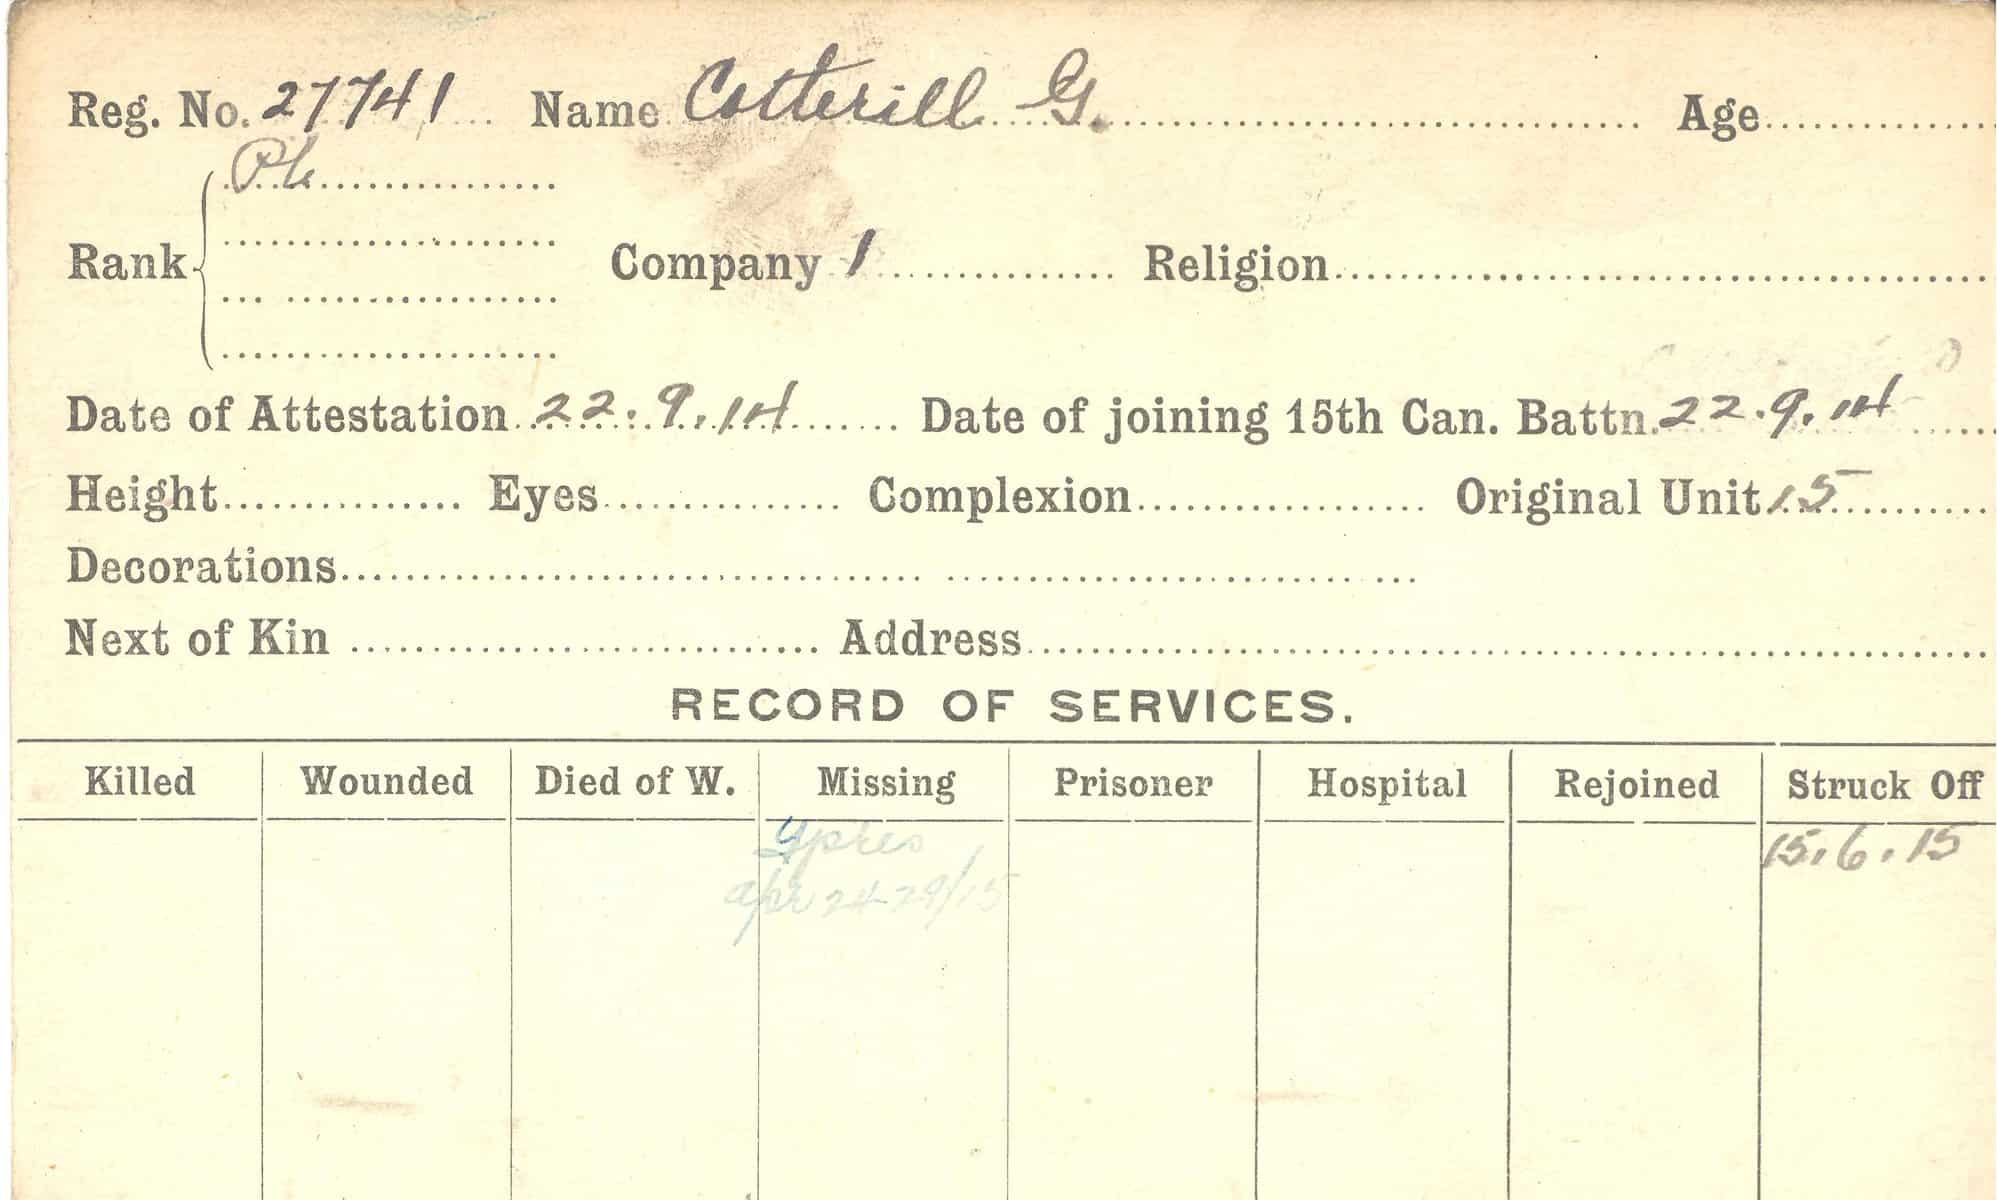 Reg. No. 27741 Name Cotterill G. Age
Pte
Rank Company 1 Religion
Date of Attestation 22.9.14 Date of joining 15th Can. Battn. 22.9.14
Height Eyes Complexion Original Unit 15
Decorations
Next of Kin Address
RECORD OF SERVICES.
Killed Wounded Died of W. Missing Prisoner Hospital Rejoined Struck Off
Ypres 15.6.15
Apr 24-29/15